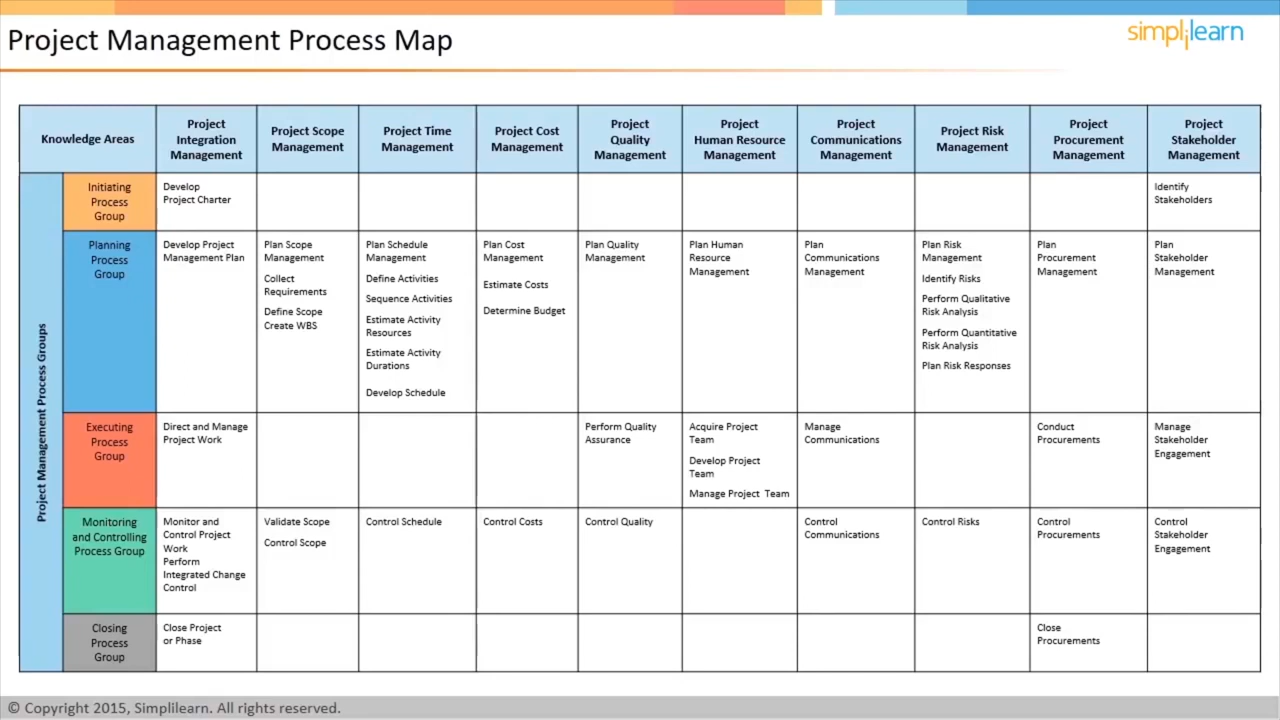 Project Management Process Map
simplilearn
Knowledge Areas
Project
Integration
Management
Project Scope
Management
Project Time
Management
Project Cost
Management
Project
Quality
Management
Project
Human Resource
Management
Project
Communications
Management
Project Risk
Management
Project
Procurement
Management
Project
Stakeholder
Management
Project Management Process Groups
Initiating
Process
Group
Develop
Project Charter
Identify
Stakeholders
Planning
Process
Group
Develop Project
Management Plan
Plan Scope
Management
Collect
Requirements
Define Scope
Create WBS
Plan Schedule
Management
Define Activities
Sequence Activities
Estimate Activity
Resources
Estimate Activity
Durations
Develop Schedule
Plan Cost
Management
Estimate Costs
Determine Budget
Plan Quality
Management
Plan Human
Resource
Management
Plan
Communications
Management
Plan Risk
Management
Identify Risks
Perform Qualitative
Risk Analysis
Perform Quantitative
Risk Analysis
Plan Risk Responses
Plan
Procurement
Management
Plan
Stakeholder
Management
Executing
Process
Group
Direct and Manage
Project Work
Perform Quality
Assurance
Acquire Project
Team
Develop Project
Team
Manage Project Team
Manage
Communications
Conduct
Procurements
Manage
Stakeholder
Engagement
Monitoring
and Controlling
Process Group
Monitor and
Control Project
Work
Perform
Integrated Change
Control
Validate Scope
Control Scope
Control Schedule
Control Costs
Control Quality
Control
Communications
Control Risks
Control
Procurements
Control
Stakeholder
Engagement
Closing
Process
Group
Close Project
or Phase
Close
Procurements
© Copyright 2015, Simplilearn. All rights reserved.